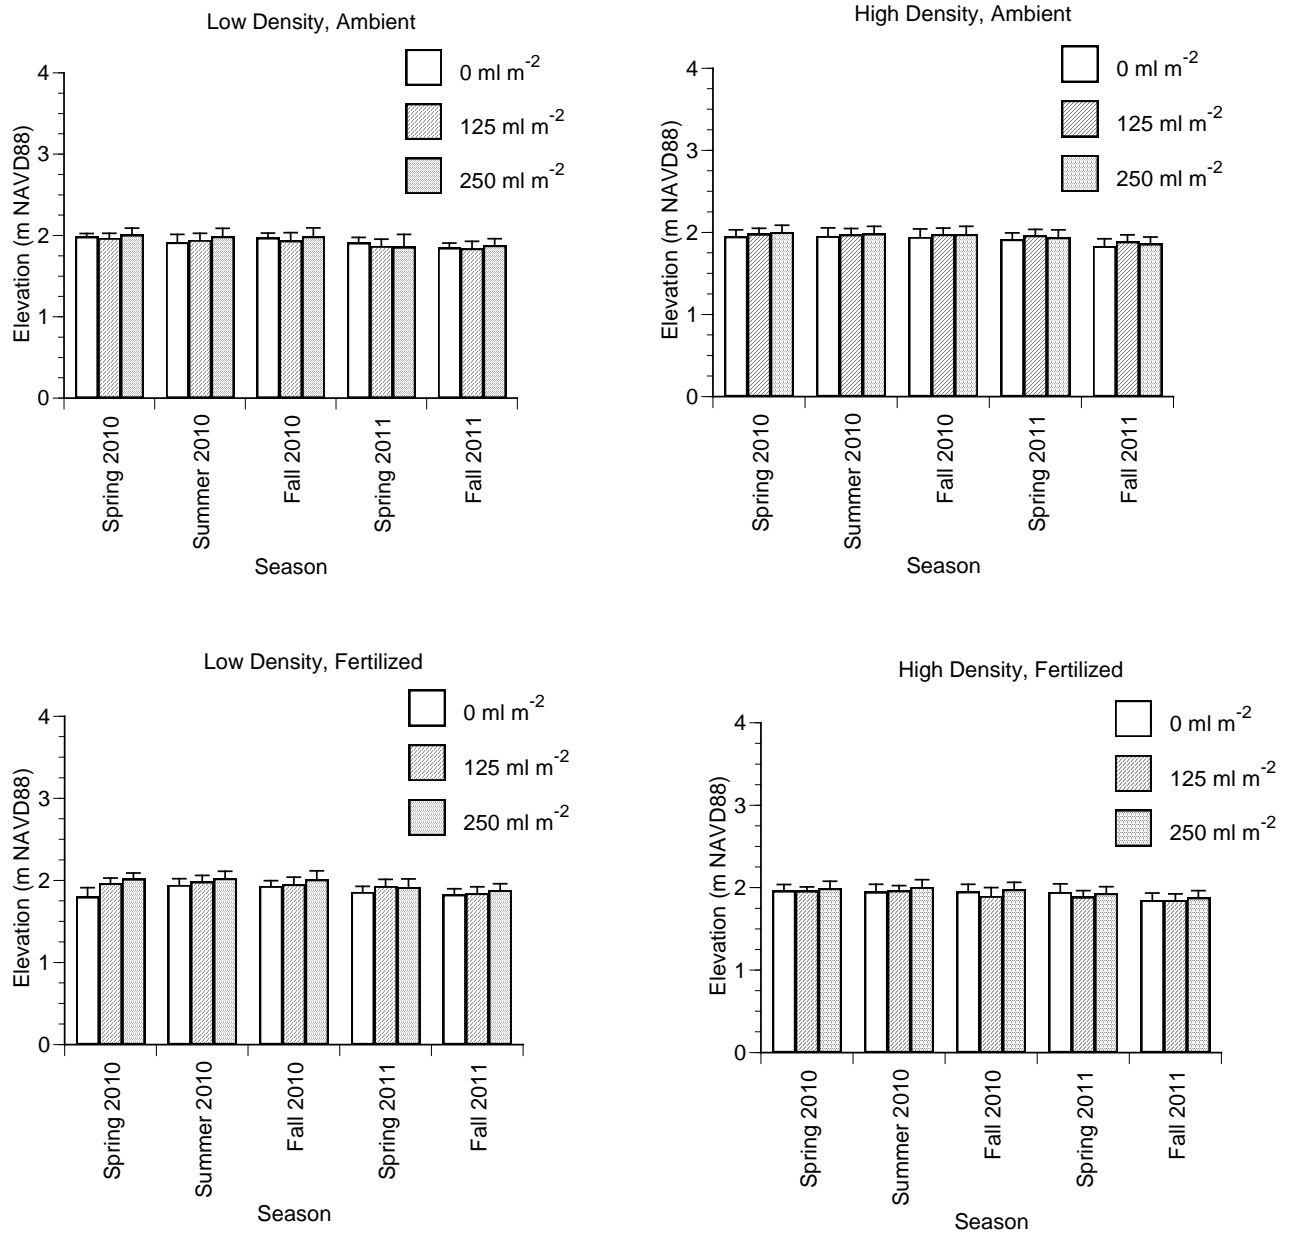 Low Density, Ambient
0 ml m-2
125 ml m-2
250 ml m-2
Elevation (m NAVD88)
4
3
2
1
0
Spring 2010
Summer 2010
Fall 2010
Spring 2011
Fall 2011
Season
High Density, Ambient
0 ml m-2
125 ml m-2
250 ml m-2
Elevation (m NAVD88)
4
3
2
1
0
Spring 2010
Summer 2010
Fall 2010
Spring 2011
Fall 2011
Season
Low Density, Fertilized
0 ml m-2
125 ml m-2
250 ml m-2
Elevation (m NAVD88)
4
3
2
1
0
Spring 2010
Summer 2010
Fall 2010
Spring 2011
Fall 2011
Season
High Density, Fertilized
0 ml m-2
125 ml m-2
250 ml m-2
Elevation (m NAVD88)
4
3
2
1
0
Spring 2010
Summer 2010
Fall 2010
Spring 2011
Fall 2011
Season